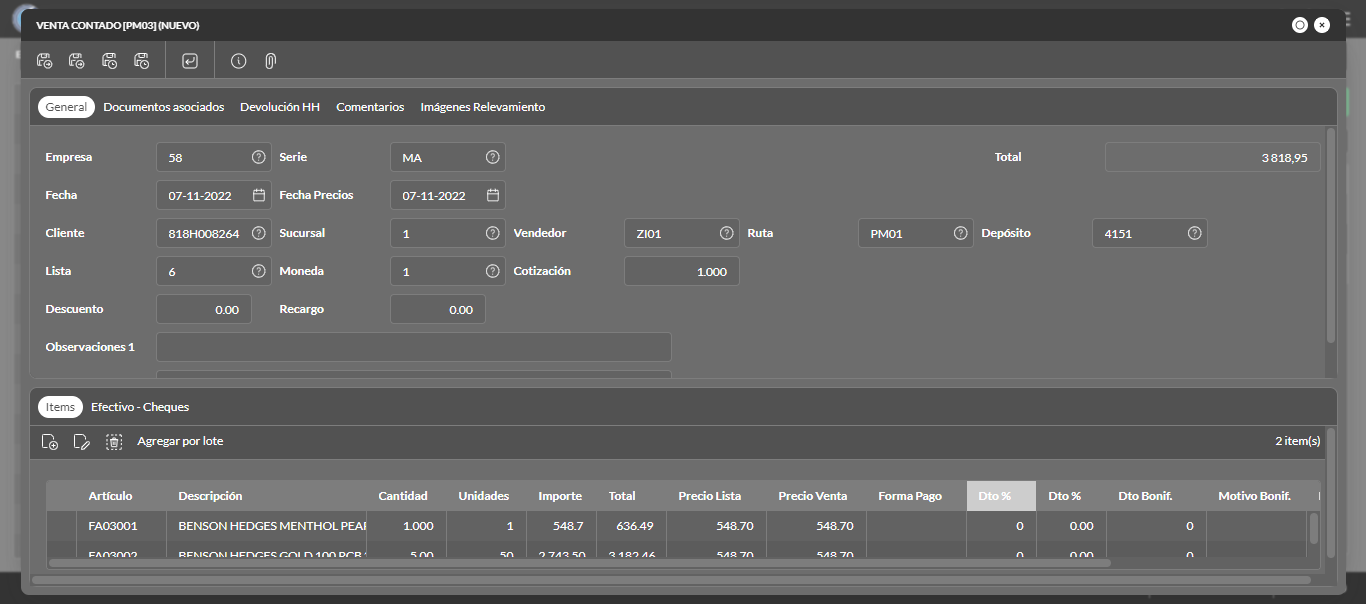 VENTA CONTADO [PM03] (NUEVO)
General Documentos asociados Devolución HH Comentarios Imágenes Relevamiento
Empresa 58 Serie MA Total 3 818,95
Fecha 07-11-2022 Fecha Precios 07-11-2022
Cliente 818H008264 Sucursal 1 Vendedor ZI01 Ruta PM01 Depósito 4151
Lista 6 Moneda 1 Cotización 1.000
Descuento 0.00 Recargo 0.00
Observaciones 1
Items Efectivo - Cheques
Agregar por lote 2 item(s)
Artículo Descripción Cantidad Unidades Importe Total Precio Lista Precio Venta Forma Pago Dto % Dto % Dto Bonif. Motivo Bonif.
FA03001 BENSON HEDGES MENTHOL PEAR 1.000 1 548.7 636.49 548.70 548.70 0 0.00 0
FA03002 BENSON HEDGES GOLD 100 RCB 5.00 50 2,743.50 3,182.46 548.70 548.70 0 0.00 0